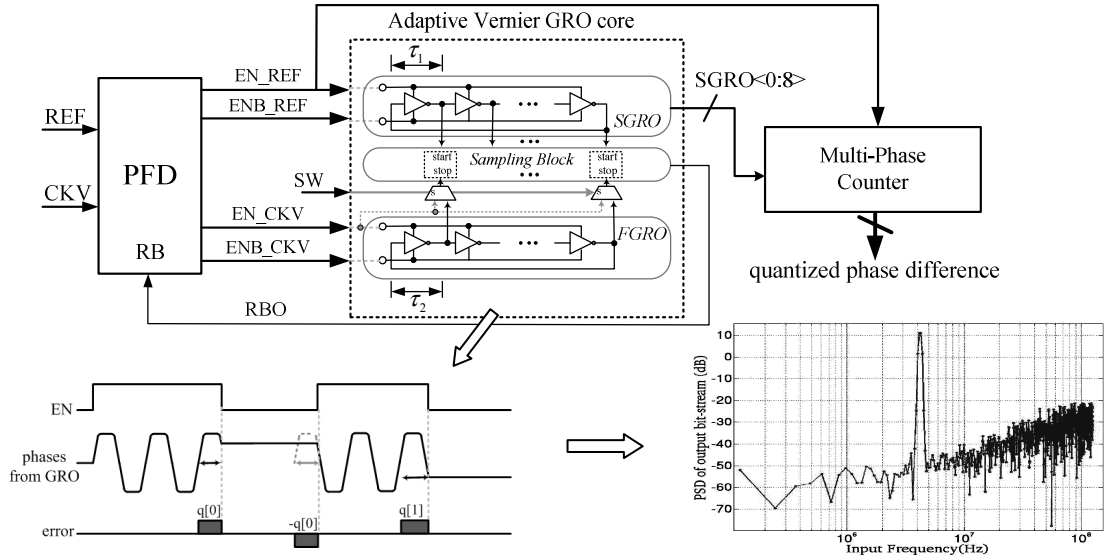 Adaptive Vernier GRO core
τ1
EN_REF
ENB_REF
SGRO
SGRO<0:8>
REF
PFD
CKV
RB
start
stop
Sampling Block
start
stop
SW
S
S
EN_CKV
ENB_CKV
FGRO
τ2
RBO
Multi-Phase
Counter
quantized phase difference
EN
phases
from GRO
error
q[0]
-q[0]
q[1]
PSD of output bit-stream (dB)
10
0
-10
-20
-30
-40
-50
-60
-70
10^6
10^7
10^8
Input Frequency(Hz)